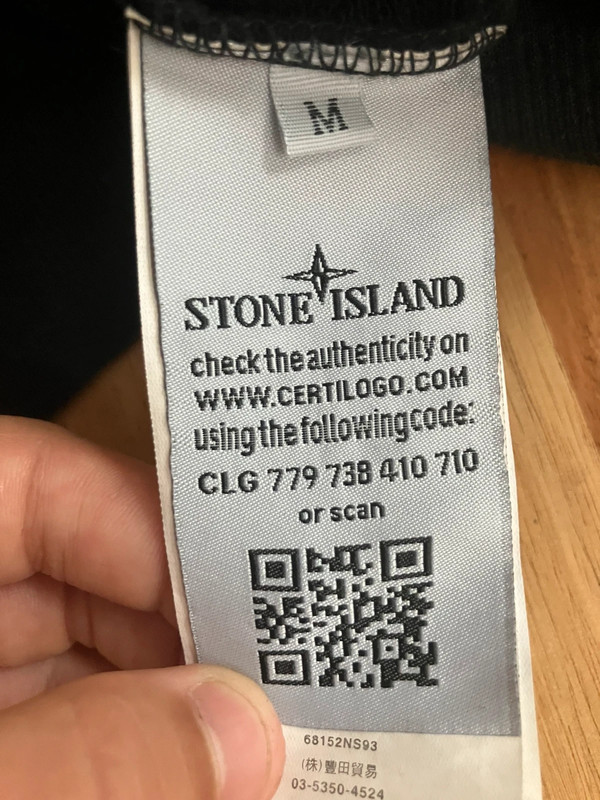 M
STONE ISLAND
check the authenticity on
WWW.CERTILOGO.COM
using the following code:
CLG 779 738 410 710
or scan
68152NS93
(株)豊田貿易
03-5350-4524